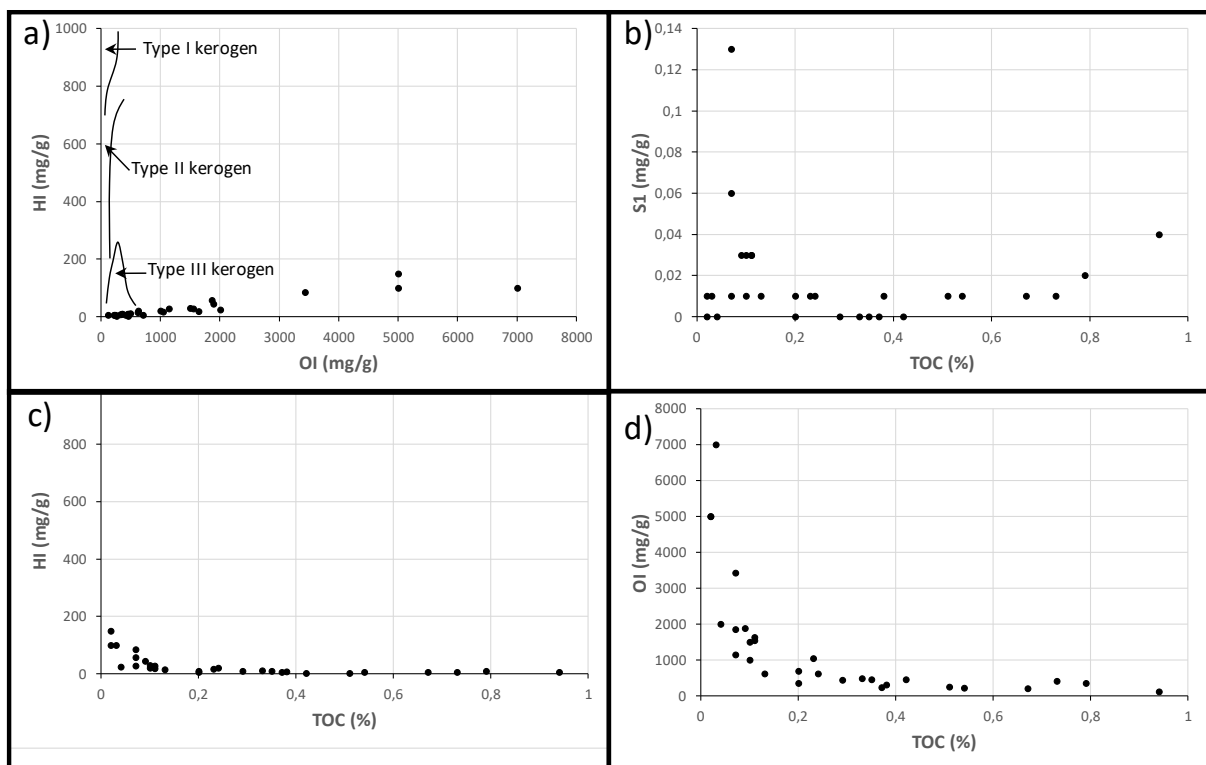 a)
1000
800
600
400
200
0
HI (mg/g)
Type I kerogen
Type II kerogen
Type III kerogen
0 1000 2000 3000 4000 5000 6000 7000 8000
OI (mg/g)
b)
0,14
0,12
0,1
0,08
0,06
0,04
0,02
0
S1 (mg/g)
0 0,2 0,4 0,6 0,8 1
TOC (%)
c)
800
600
400
200
0
HI (mg/g)
0 0,2 0,4 0,6 0,8 1
TOC (%)
d)
8000
7000
6000
5000
4000
3000
2000
1000
0
OI (mg/g)
0 0,2 0,4 0,6 0,8 1
TOC (%)